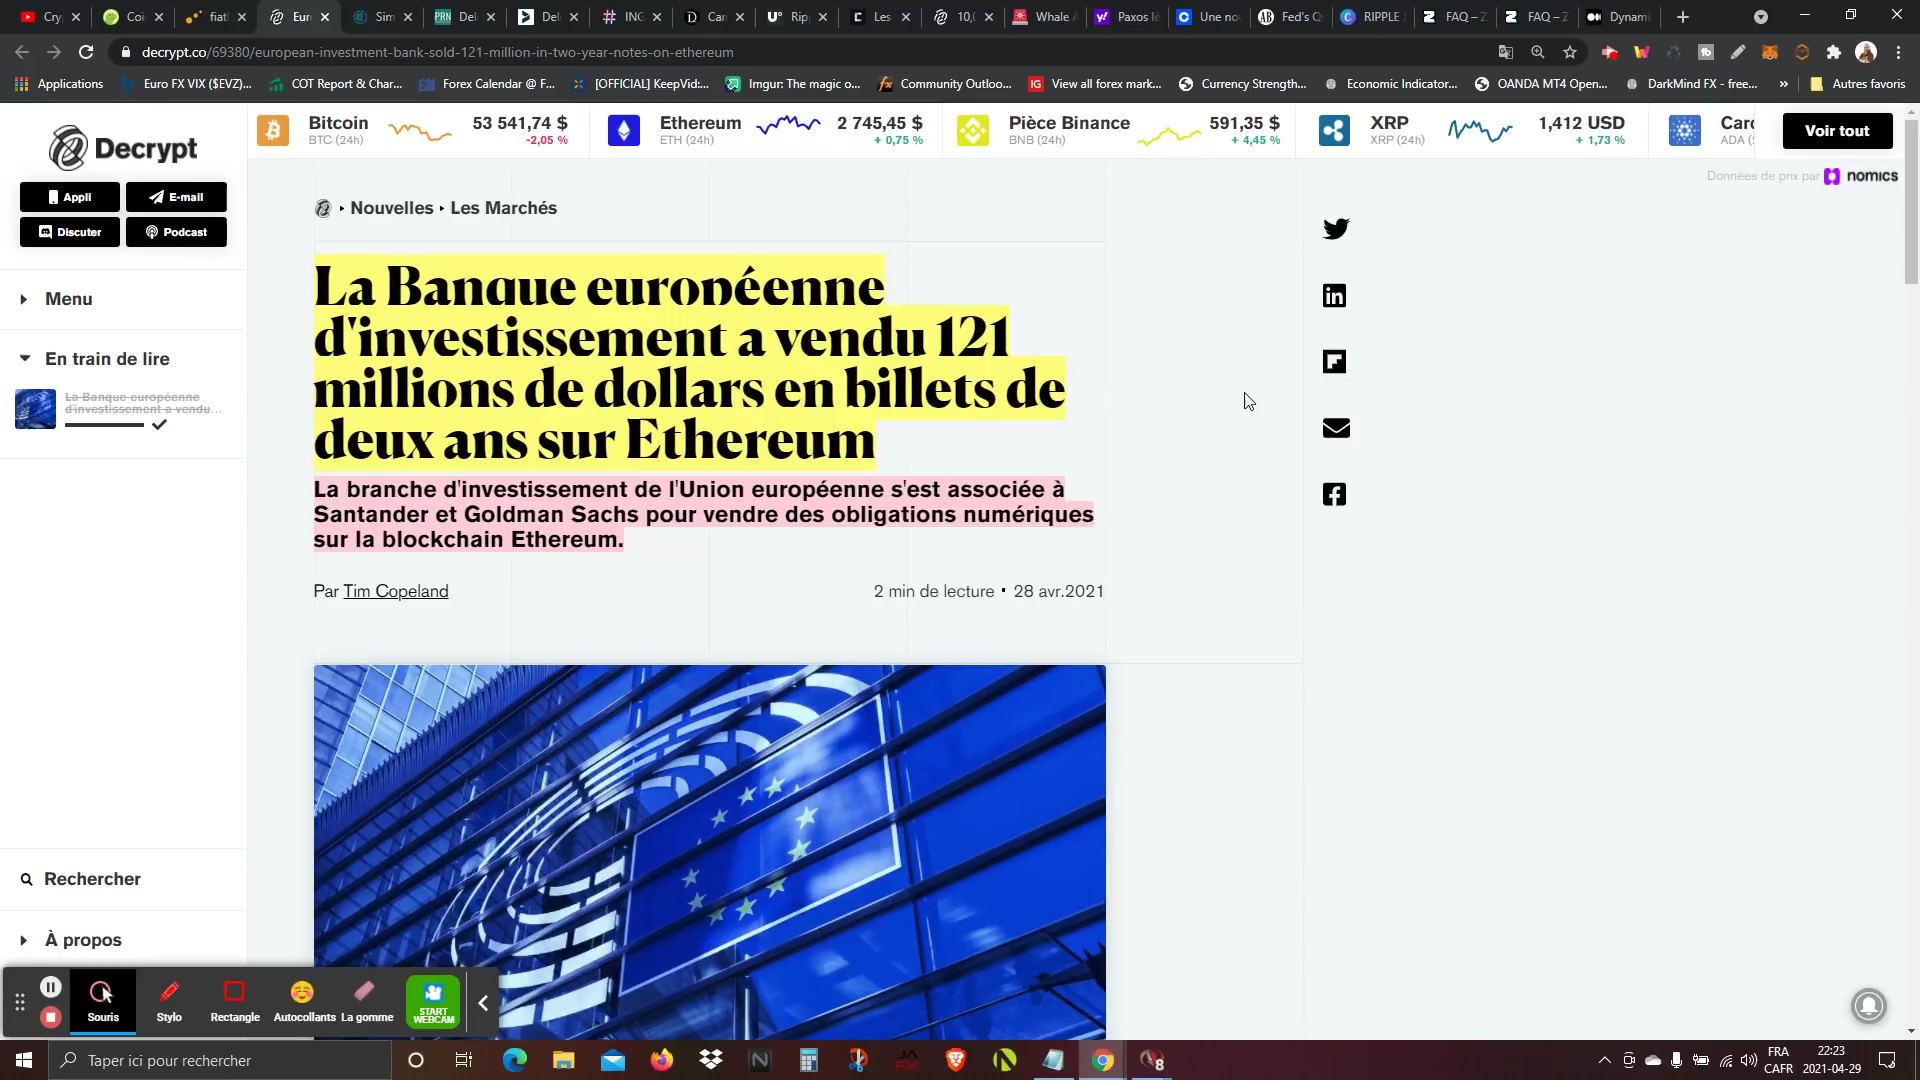 Cry
Coi
fiatl
Eur
Sim
PRN
Del
Del
ING
Car
Ripp
Les
10,0
Whale A
Paxos lè
Une nou
Fed's Q
RIPPLE
FAQ – Z
FAQ – Z
Dynami
decrypt.co/69380/european-investment-bank-sold-121-million-in-two-year-notes-on-ethereum
Applications
Euro FX VIX ($EVZ)...
COT Report & Char...
Forex Calendar @ F...
[OFFICIAL] KeepVid:...
Imgur: The magic o...
Community Outloo...
IG View all forex mark...
Currency Strength...
Economic Indicator...
OANDA MT4 Open...
DarkMind FX - free...
»
Autres favoris
Decrypt
Bitcoin
BTC (24h)
53 541,74 $
-2,05 %
Ethereum
ETH (24h)
2 745,45 $
+ 0,75 %
Pièce Binance
BNB (24h)
591,35 $
+ 4,45 %
XRP
XRP (24h)
1,412 USD
+ 1,73 %
Card
ADA (2
Voir tout
Données de prix par nomics
Appli
E-mail
Discuter
Podcast
Menu
En train de lire
La Banque européenne
d'investissement a vendu...
Rechercher
À propos
Nouvelles
Les Marchés
La Banque européenne
d'investissement a vendu 121
millions de dollars en billets de
deux ans sur Ethereum
La branche d'investissement de l'Union européenne s'est associée à
Santander et Goldman Sachs pour vendre des obligations numériques
sur la blockchain Ethereum.
Par Tim Copeland
2 min de lecture • 28 avr.2021
Souris
Stylo
Rectangle
Autocollants
La gomme
START
WEBCAM
Taper ici pour rechercher
FRA
CAFR
22:23
2021-04-29